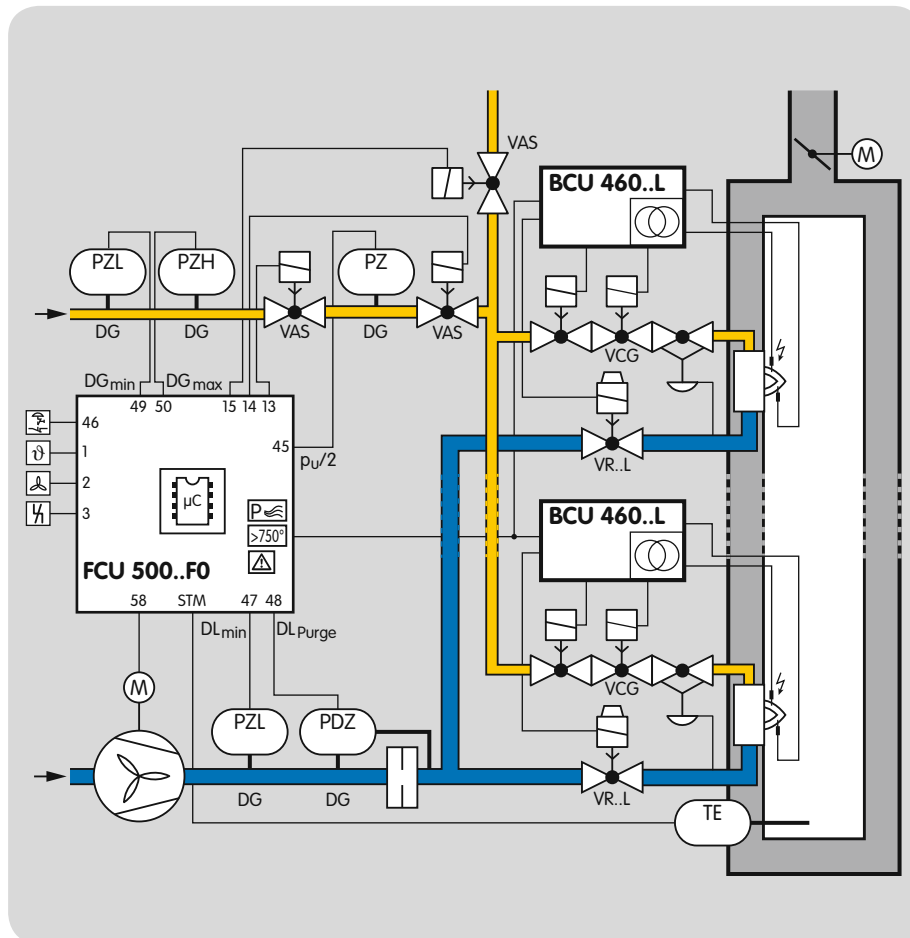 VAS
M
BCU 460..L
PZL
PZH
PZ
DG
DG
VAS
DG
VAS
VCG
DGmin
DGmax
49 50
15 14 13
46
45
pu/2
1
2
3
µC
P
>750°
VR..L
BCU 460..L
FCU 500..F0
58
STM
47
48
DLmin
DLPurge
VCG
M
PZL
PDZ
DG
DG
VR..L
TE
ϑ